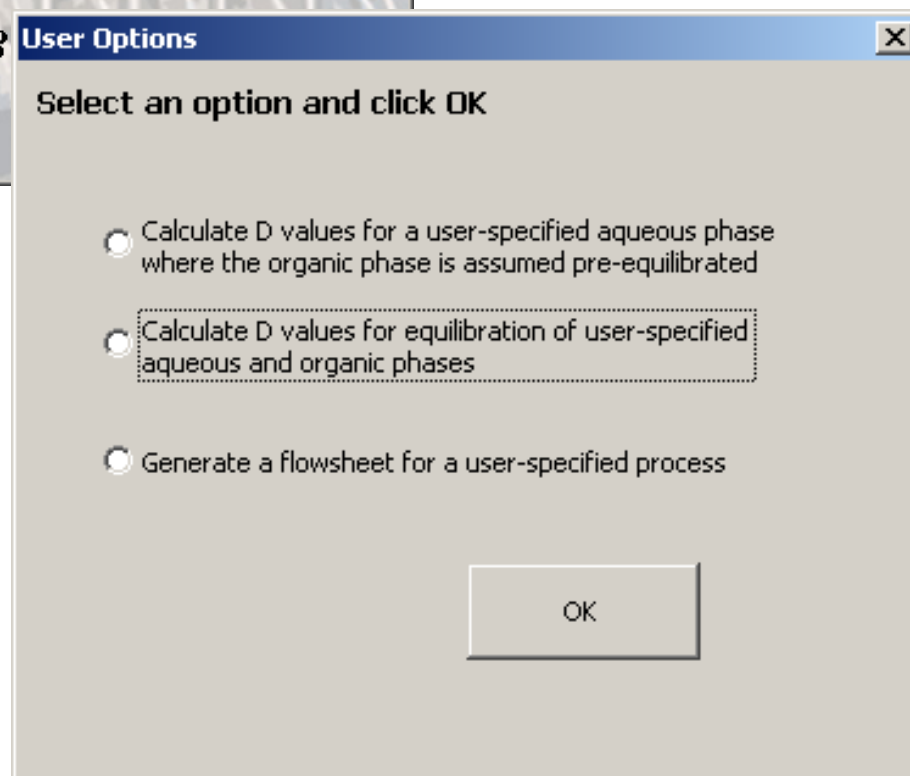 User Options
Select an option and click OK
Calculate D values for a user-specified aqueous phase
where the organic phase is assumed pre-equilibrated
Calculate D values for equilibration of user-specified
aqueous and organic phases
Generate a flowsheet for a user-specified process
OK